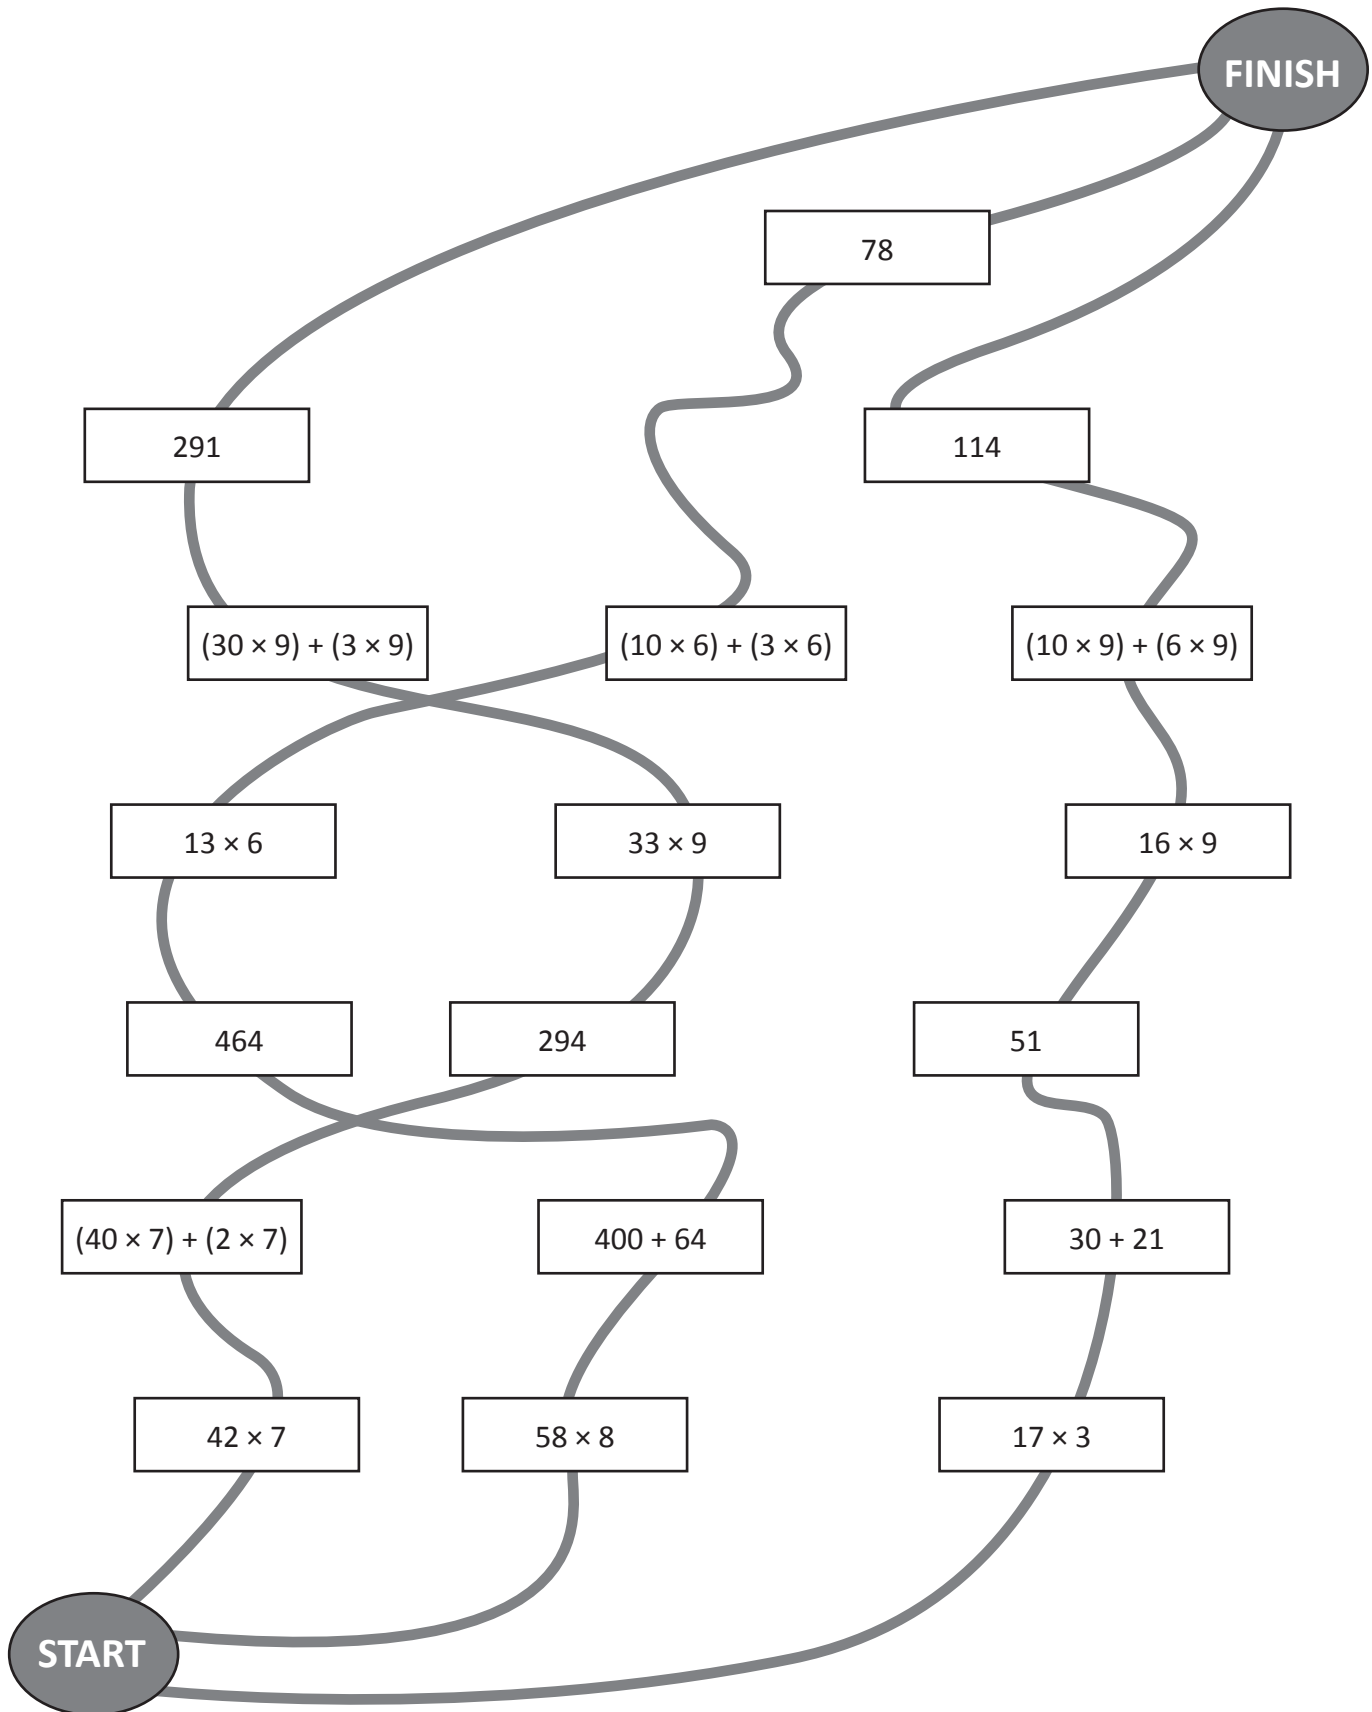 FINISH
78
291
114
(30 × 9) + (3 × 9)
(10 × 6) + (3 × 6)
(10 × 9) + (6 × 9)
13 × 6
33 × 9
16 × 9
464
294
51
(40 × 7) + (2 × 7)
400 + 64
30 + 21
42 × 7
58 × 8
17 × 3
START